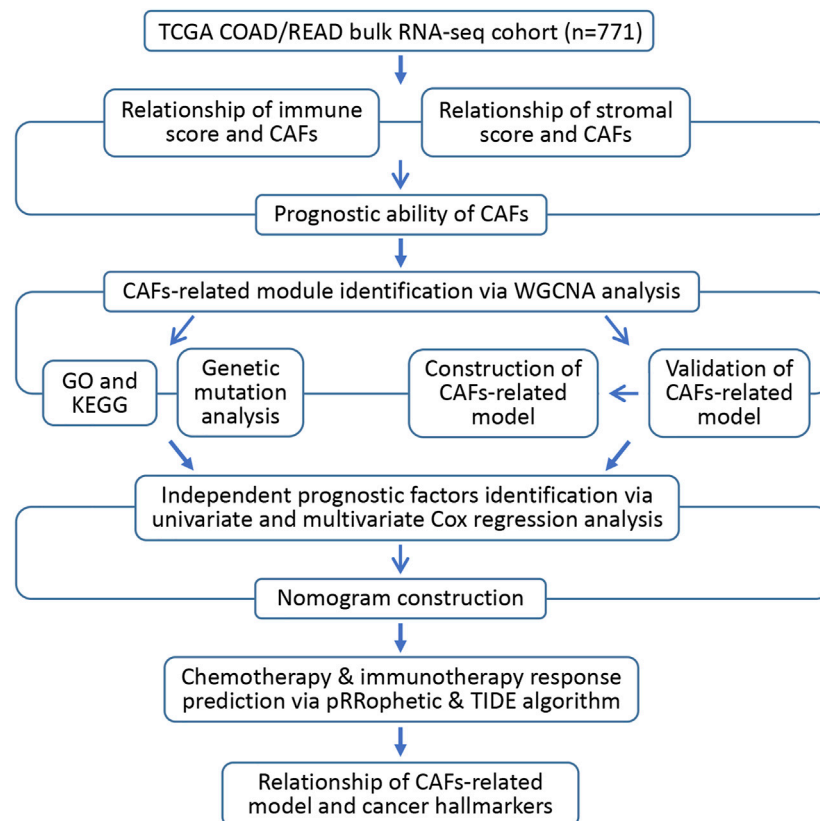 TCGA COAD/READ bulk RNA-seq cohort (n=771)
Relationship of immune
score and CAFs
Relationship of stromal
score and CAFs
Prognostic ability of CAFs
CAFs-related module identification via WGCNA analysis
GO and
KEGG
Genetic
mutation
analysis
Construction of
CAFs-related
model
Validation of
CAFs-related
model
Independent prognostic factors identification via
univariate and multivariate Cox regression analysis
Nomogram construction
Chemotherapy & immunotherapy response
prediction via pRRophetic & TIDE algorithm
Relationship of CAFs-related
model and cancer hallmarkers